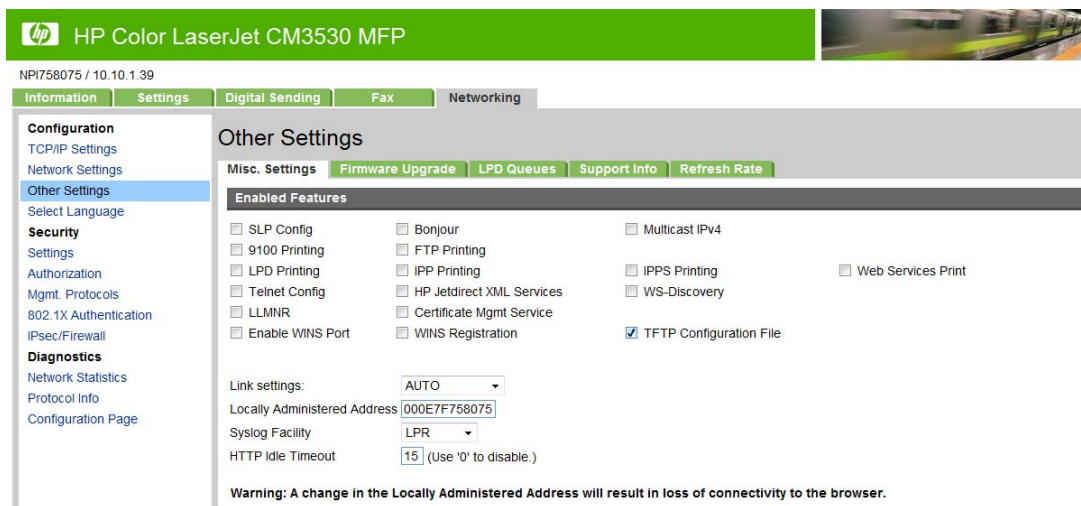 hp HP Color LaserJet CM3530 MFP
NPI758075 / 10.10.1.39
Information Settings Digital Sending Fax Networking
Configuration
TCP/IP Settings
Network Settings
Other Settings
Select Language
Security
Settings
Authorization
Mgmt. Protocols
802.1X Authentication
IPsec/Firewall
Diagnostics
Network Statistics
Protocol Info
Configuration Page
Other Settings
Misc. Settings Firmware Upgrade LPD Queues Support Info Refresh Rate
Enabled Features
SLP Config Bonjour Multicast IPv4
9100 Printing FTP Printing
LPD Printing IPP Printing IPPS Printing Web Services Print
Telnet Config HP Jetdirect XML Services WS-Discovery
LLMNR Certificate Mgmt Service
Enable WINS Port WINS Registration TFTP Configuration File
Link settings: AUTO
Locally Administered Address 000E7F758075
Syslog Facility LPR
HTTP Idle Timeout 15 (Use '0' to disable.)
Warning: A change in the Locally Administered Address will result in loss of connectivity to the browser.